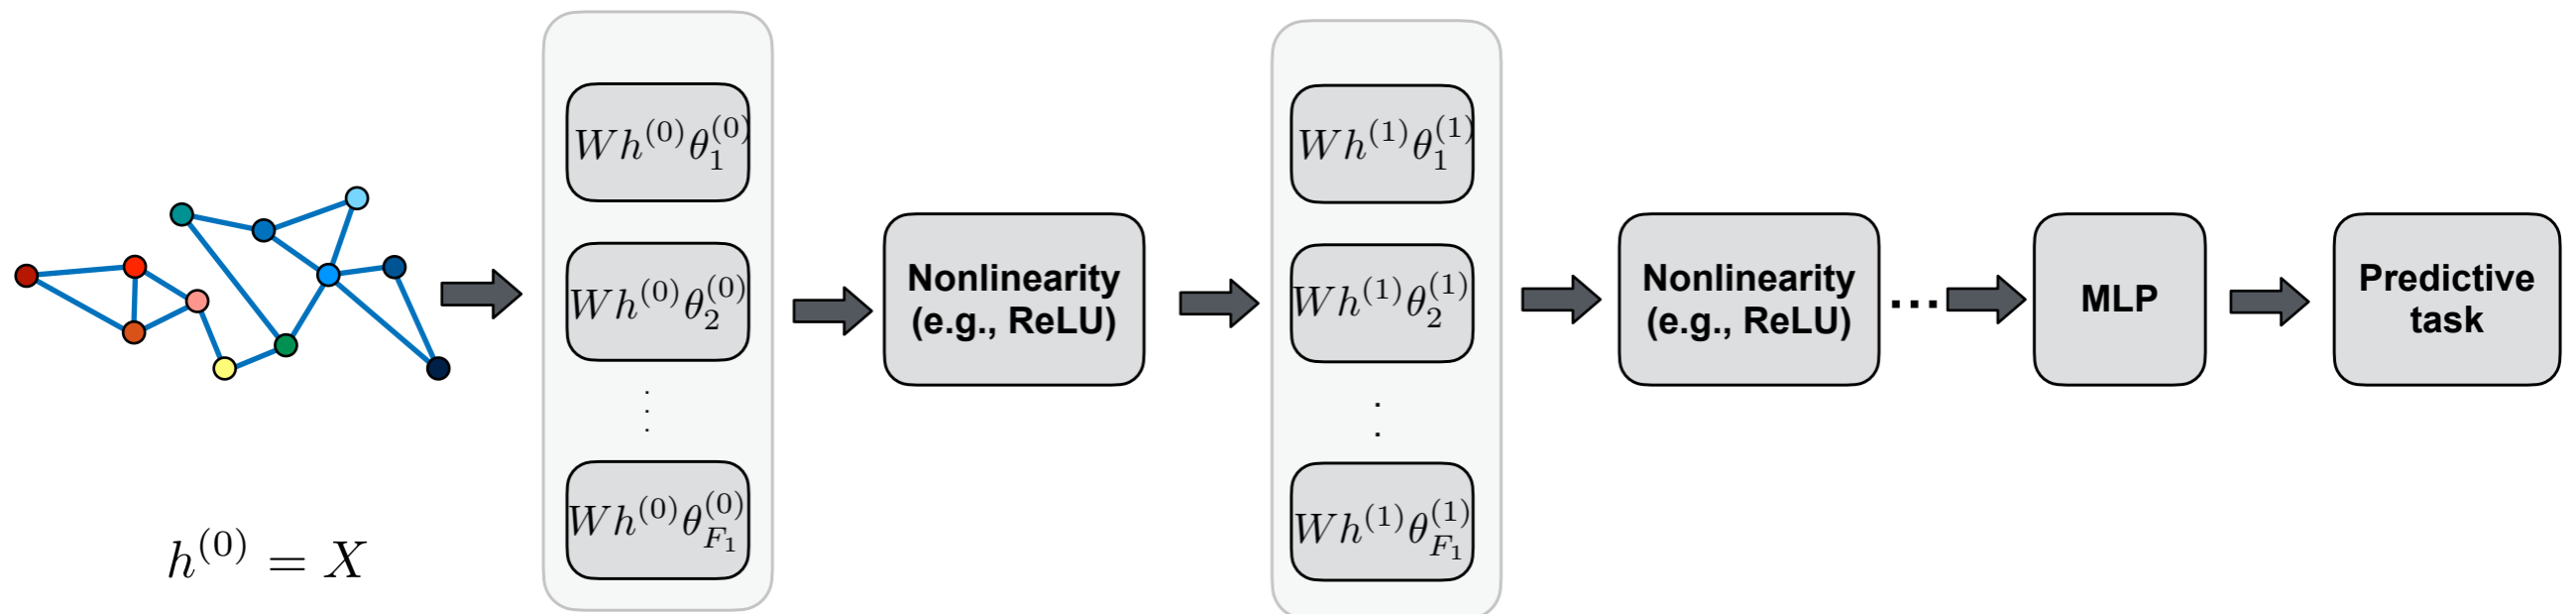 h^{(0)} = X
Wh^{(0)}θ_1^{(0)}
Wh^{(0)}θ_2^{(0)}
⋮
Wh^{(0)}θ_{F_1}^{(0)}
Nonlinearity
(e.g., ReLU)
Wh^{(1)}θ_1^{(1)}
Wh^{(1)}θ_2^{(1)}
:
Wh^{(1)}θ_{F_1}^{(1)}
Nonlinearity
(e.g., ReLU)
...
MLP
Predictive
task